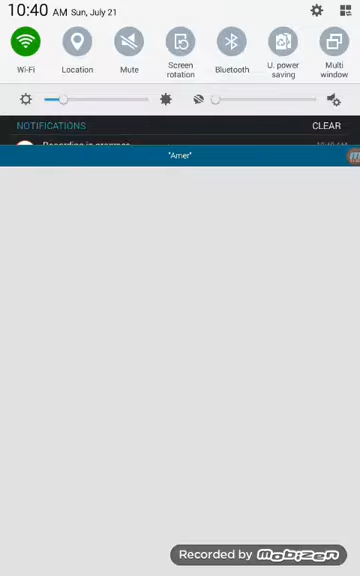 10:40 AM Sun, July 21
Wi-Fi
Location
Mute
Screen
rotation
Bluetooth
U. power
saving
Multi
window
NOTIFICATIONS
CLEAR
"Amer"
Recorded by mobizen